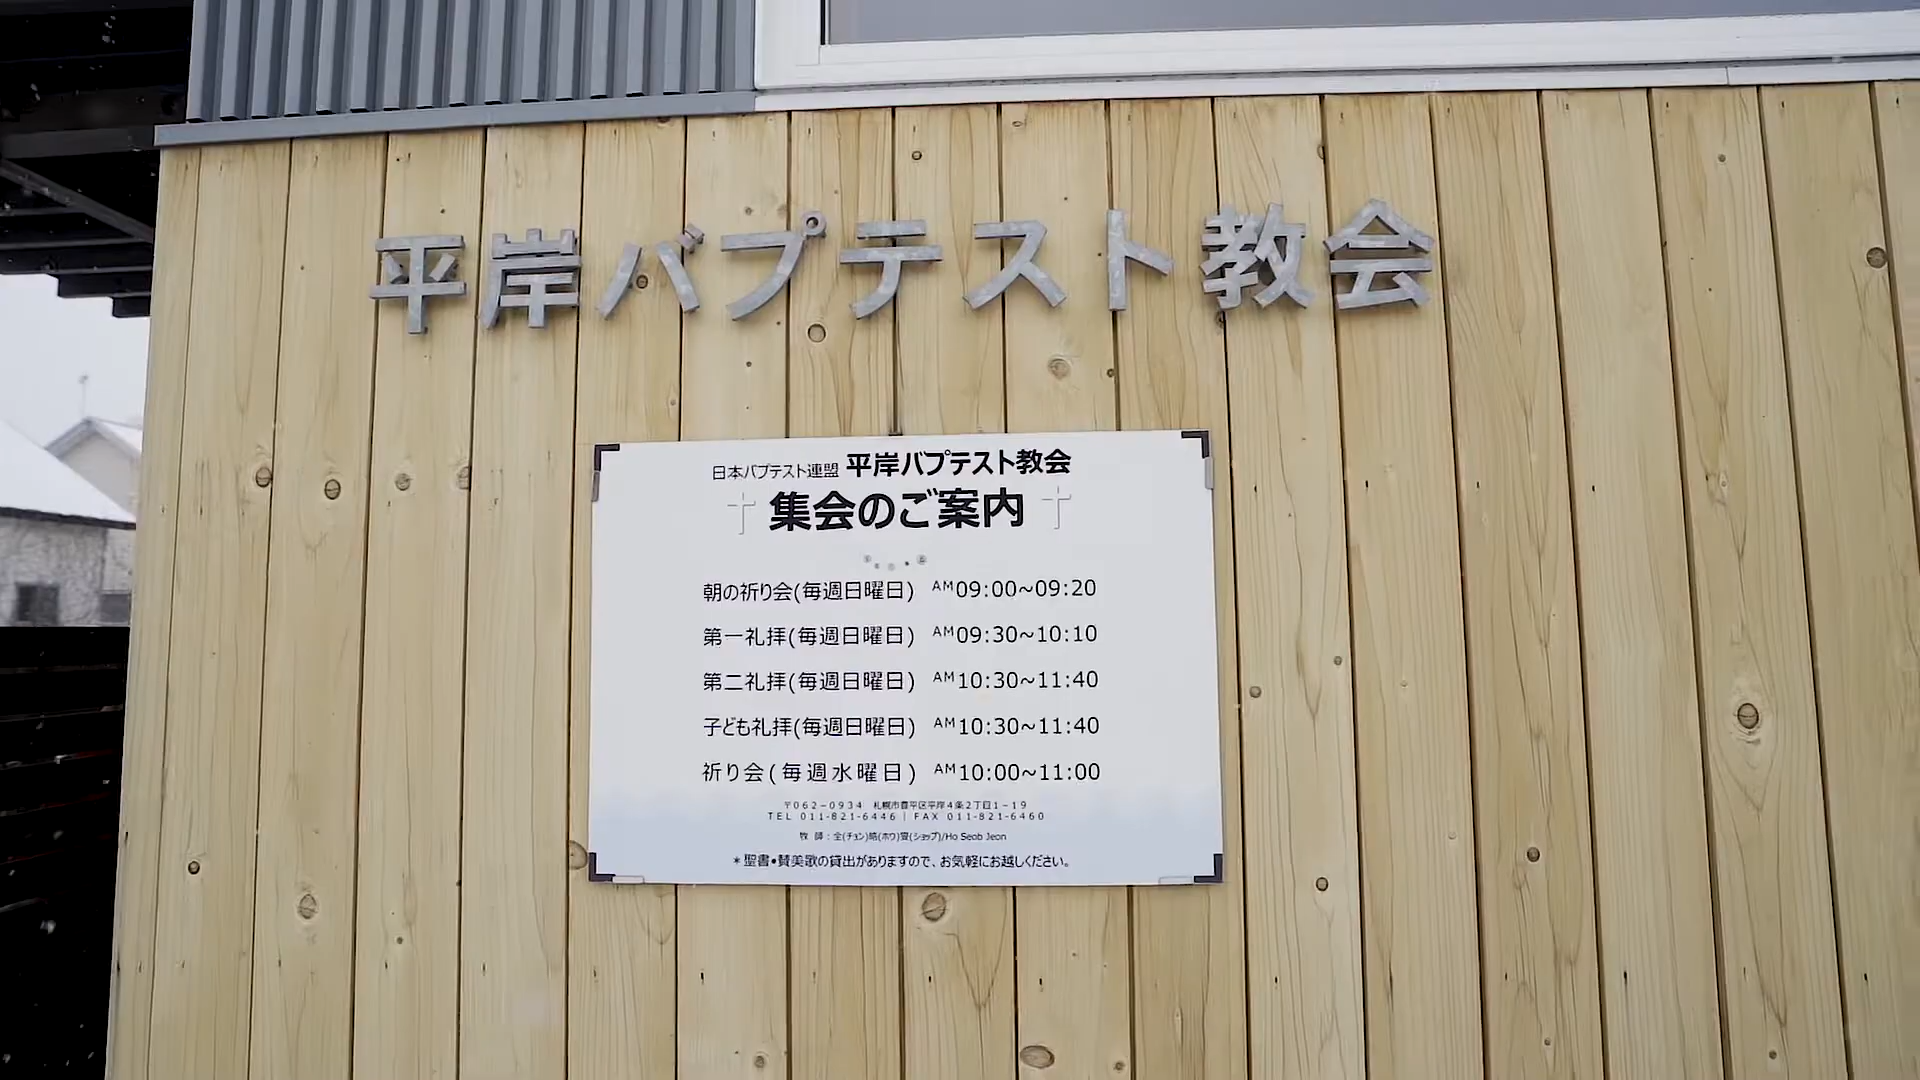 平岸バプテスト教会
日本バプテスト連盟 平岸バプテスト教会
集会のご案内
朝の祈り会(毎週日曜日) AM09:00~09:20
第一礼拝(毎週日曜日) AM09:30~10:10
第二礼拝(毎週日曜日) AM10:30~11:40
子ども礼拝(毎週日曜日) AM10:30~11:40
祈り会(毎週水曜日) AM10:00~11:00
〒062-0934 札幌市豊平区平岸4条2丁目1-19
TEL 011-821-6446 | FAX 011-821-6460
牧 師:全(チョン)(ホウ)(ショップ)/Ho Seob Jeon
*聖書•賛美歌の貸出がありますので、お気軽にお越しください。